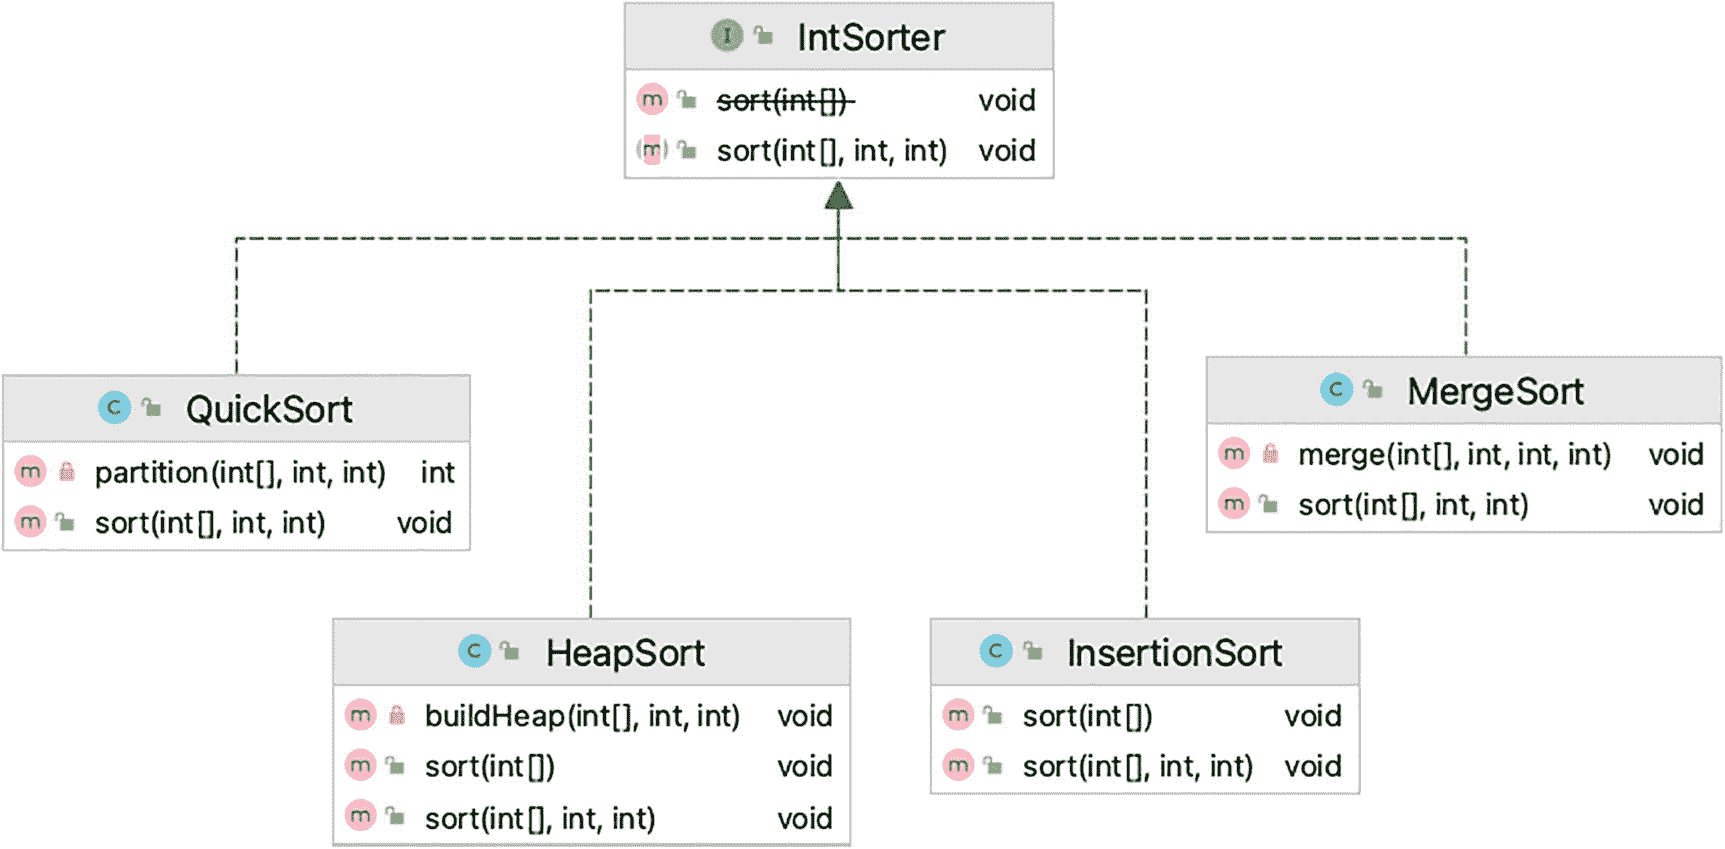 I IntSorter
m sort(int[]) void
(m) sort(int[], int, int) void
C QuickSort
m partition(int[], int, int) int
m sort(int[], int, int) void
C MergeSort
m merge(int[], int, int, int) void
m sort(int[], int, int) void
C HeapSort
m buildHeap(int[], int, int) void
m sort(int[]) void
m sort(int[], int, int) void
C InsertionSort
m sort(int[]) void
m sort(int[], int, int) void